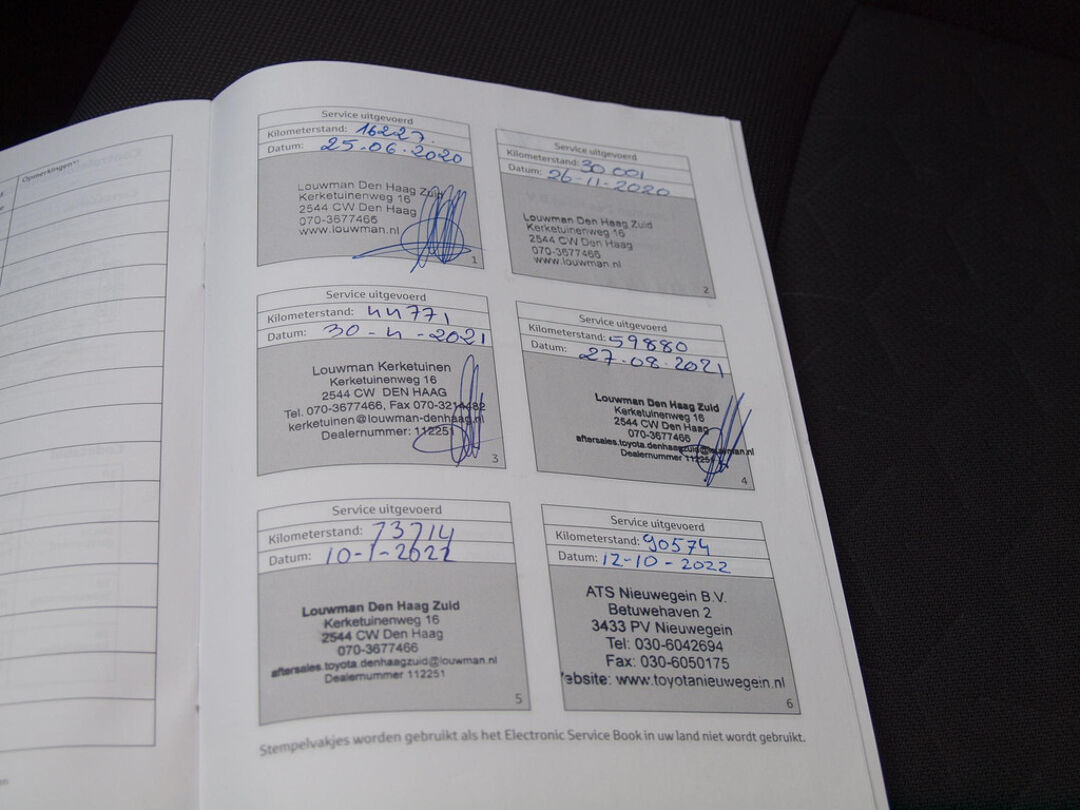 Opmerkingen
Service uitgevoerd
Kilometerstand: 16227.
Datum: 25.06.2020
Louwman Den Haag Zuid
Kerketuinenweg 16
2544 CW Den Haag
070-3677466
www.louwman.nl
1
Service uitgevoerd
Kilometerstand: 30 001
Datum: 26-11-2020
Louwman Den Haag Zuid
Kerketuinenweg 16
2544 CW Den Haag
070-3677466
www.louwman.nl
2
Service uitgevoerd
Kilometerstand: 44771
Datum: 30-4-2021
Louwman Kerketuinen
Kerketuinenweg 16
2544 CW DEN HAAG
Tel. 070-3677466, Fax 070-3214482
kerketuinen@louwman-denhaag.nl
Dealernummer: 112251
3
Service uitgevoerd
Kilometerstand: 59880
Datum: 27.08.2021
Louwman Den Haag Zuid
Kerketuinenweg 16
2544 CW Den Haag
070-3677466
aftersales.toyota.denhaagzuid@louwman.nl
Dealernummer 112251
4
Service uitgevoerd
Kilometerstand: 73714
Datum: 10-1-2022
Louwman Den Haag Zuid
Kerketuinenweg 16
2544 CW Den Haag
070-3677466
aftersales.toyota.denhaagzuid@louwman.nl
Dealernummer 112251
5
Service uitgevoerd
Kilometerstand: 90574
Datum: 12-10-2022
ATS Nieuwegein B.V.
Betuwehaven 2
3433 PV Nieuwegein
Tel: 030-6042694
Fax: 030-6050175
ebsite: www.toyotanieuwegein.nl
6
Stempelvakjes worden gebruikt als het Electronic Service Book in uw land niet wordt gebruikt.